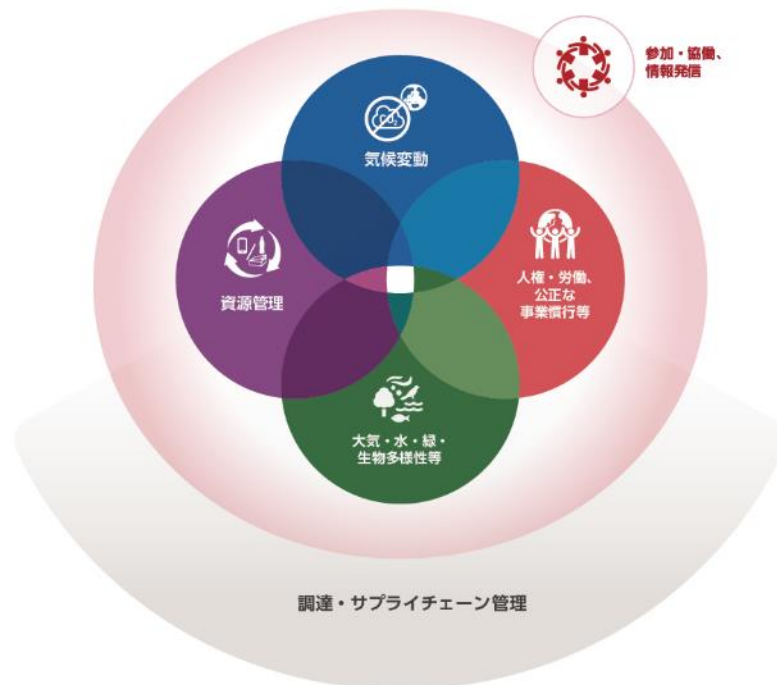 参加・協働、
情報発信
CO₂
気候変動
資源管理
人権・労働、
公正な
事業慣行等
大気・水・緑・
生物多様性等
調達・サプライチェーン管理